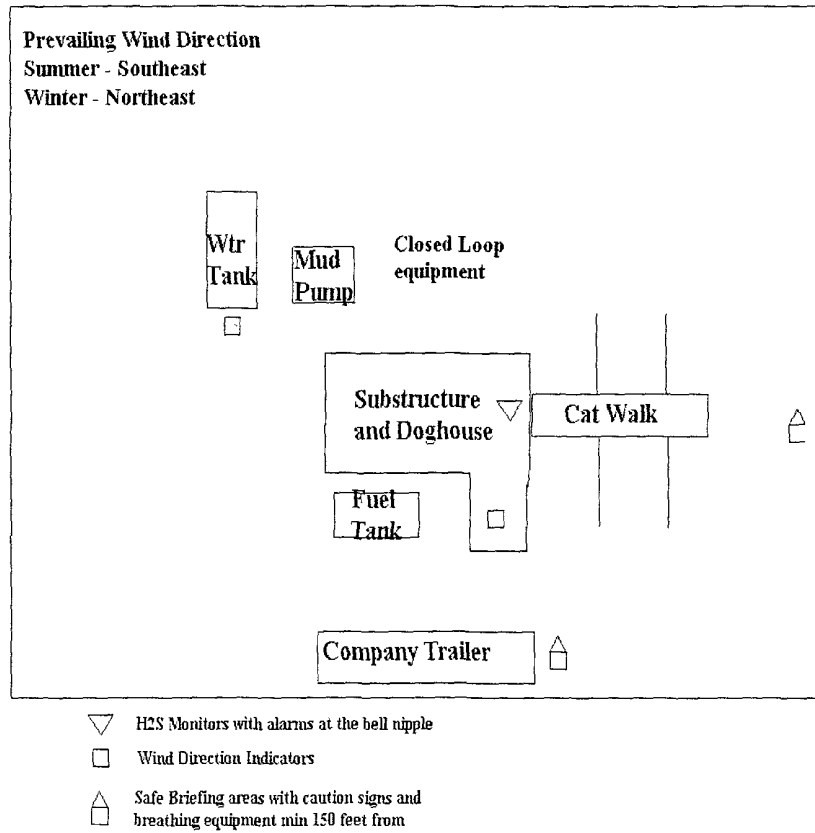 Prevailing Wind Direction
Summer - Southeast
Winter - Northeast
Wtr
Tank
Mud
Pump
Closed Loop
equipment
Substructure
and Doghouse
Cat Walk
Fuel
Tank
Company Trailer
H2S Monitors with alarms at the bell nipple
Wind Direction Indicators
Safe Briefing areas with caution signs and
breathing equipment min 150 feet from